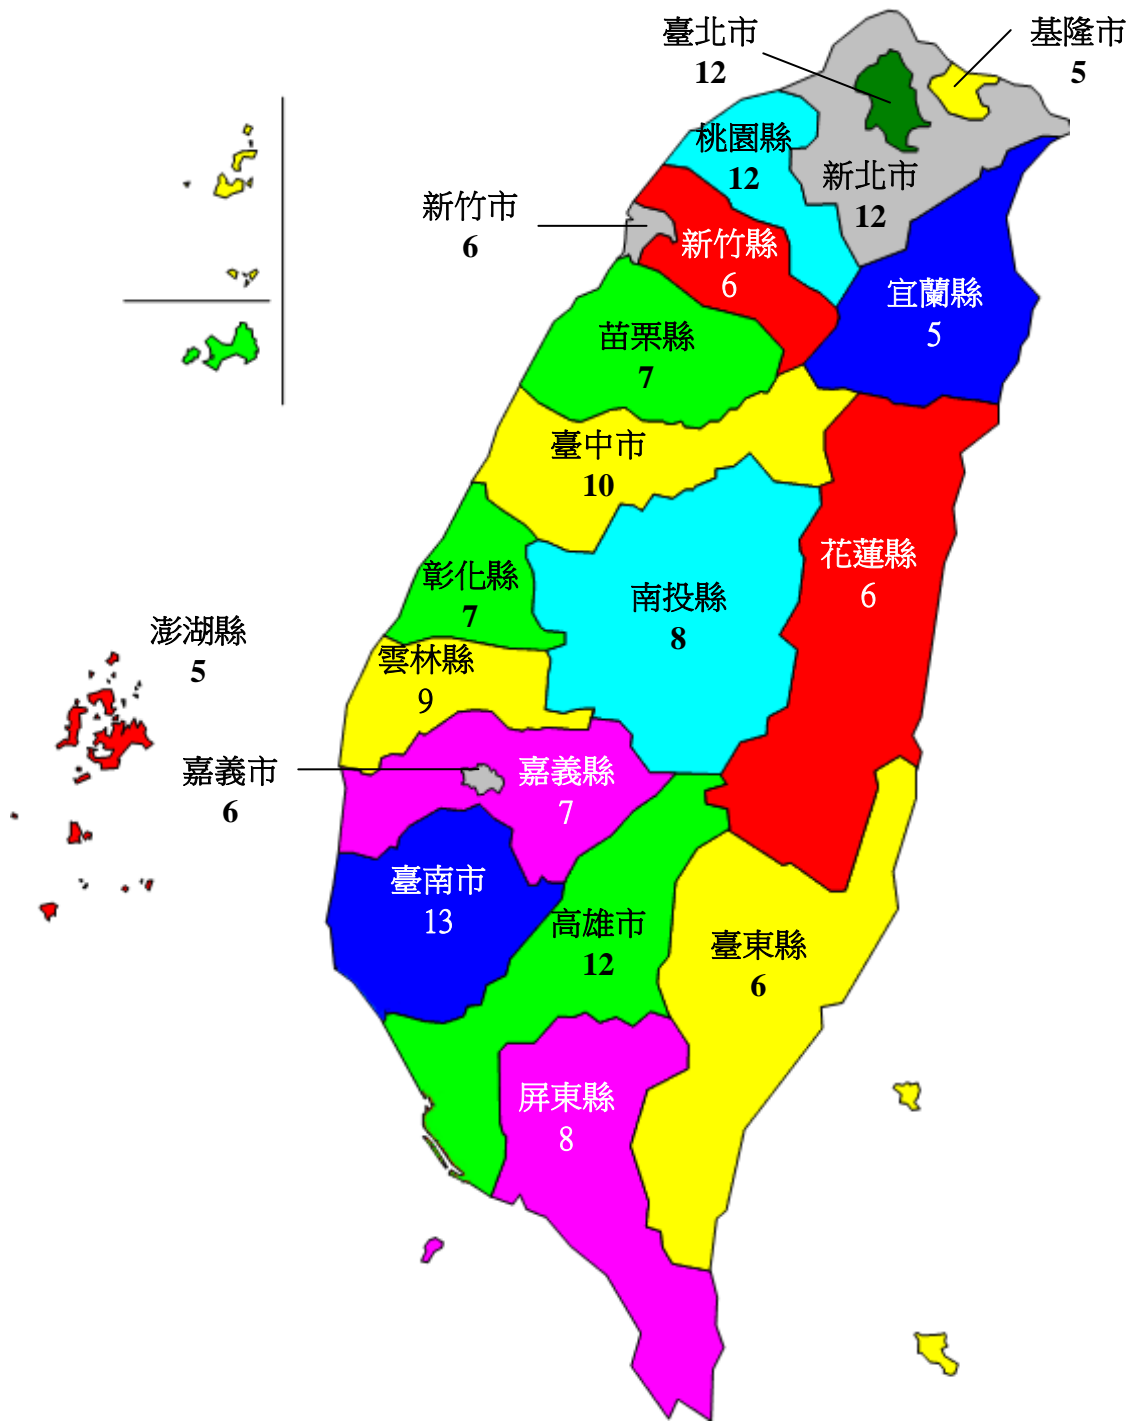 臺北市
12
基隆市
5
桃園縣
12
新北市
12
新竹市
6
新竹縣
6
宜蘭縣
5
苗栗縣
7
臺中市
10
彰化縣
7
南投縣
8
花蓮縣
6
澎湖縣
5
雲林縣
9
嘉義市
6
嘉義縣
7
臺南市
13
高雄市
12
臺東縣
6
屏東縣
8